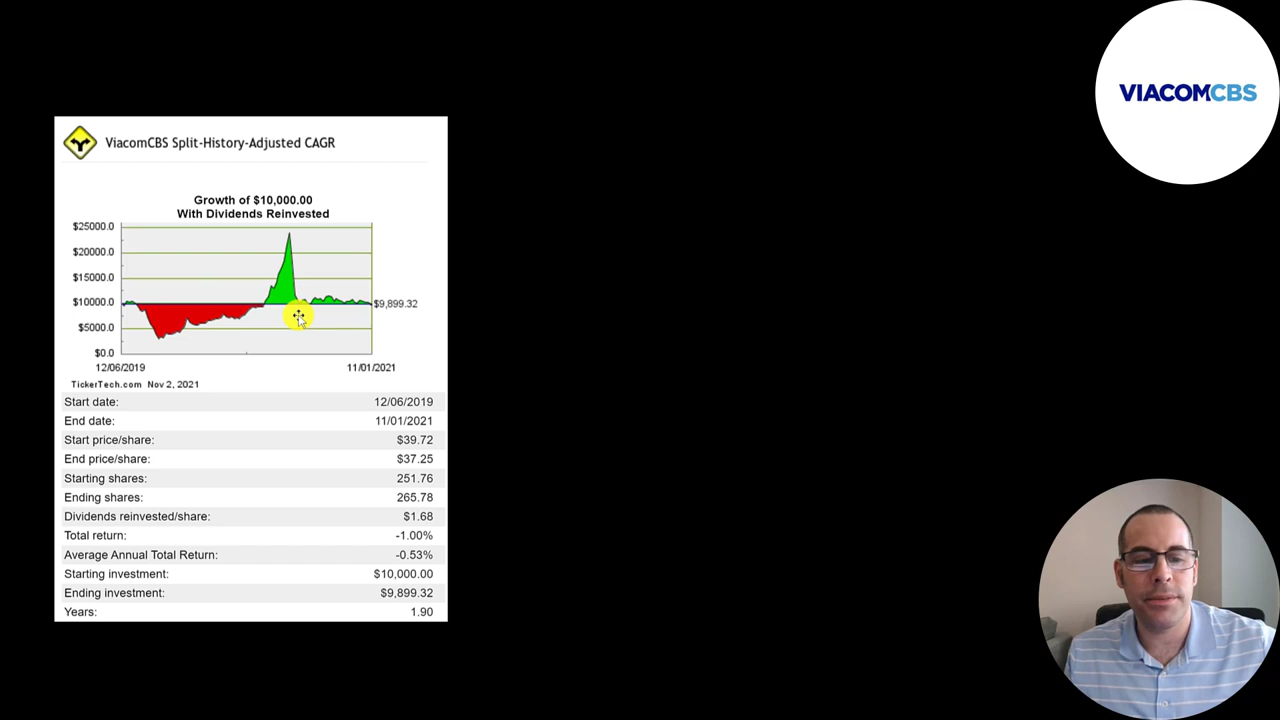 VIACOMCBS
ViacomCBS Split-History-Adjusted CAGR
Growth of $10,000.00
With Dividends Reinvested
$25000.0
$20000.0
$15000.0
$10000.0
$5000.0
$0.0
$9,899.32
12/06/2019 11/01/2021
TickerTech.com Nov 2, 2021
Start date: 12/06/2019
End date: 11/01/2021
Start price/share: $39.72
End price/share: $37.25
Starting shares: 251.76
Ending shares: 265.78
Dividends reinvested/share: $1.68
Total return: -1.00%
Average Annual Total Return: -0.53%
Starting investment: $10,000.00
Ending investment: $9,899.32
Years: 1.90